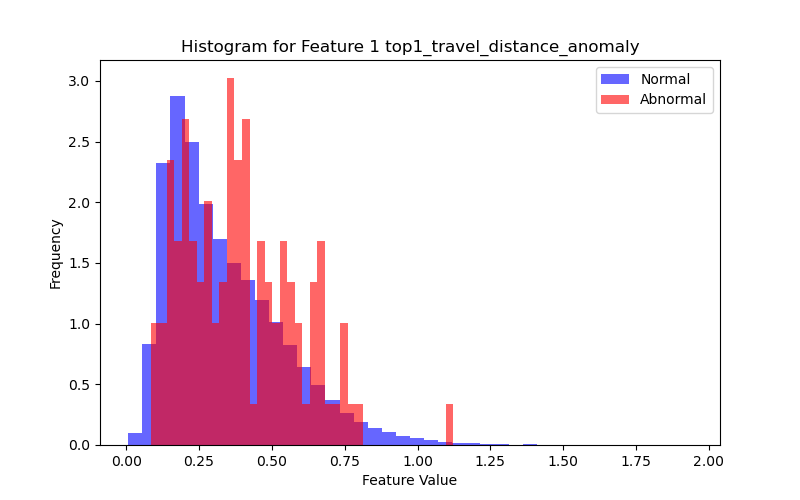 Histogram for Feature 1 top1_travel_distance_anomaly
Normal
Abnormal
3.0
2.5
2.0
1.5
1.0
0.5
0.0
Frequency
0.00 0.25 0.50 0.75 1.00 1.25 1.50 1.75 2.00
Feature Value